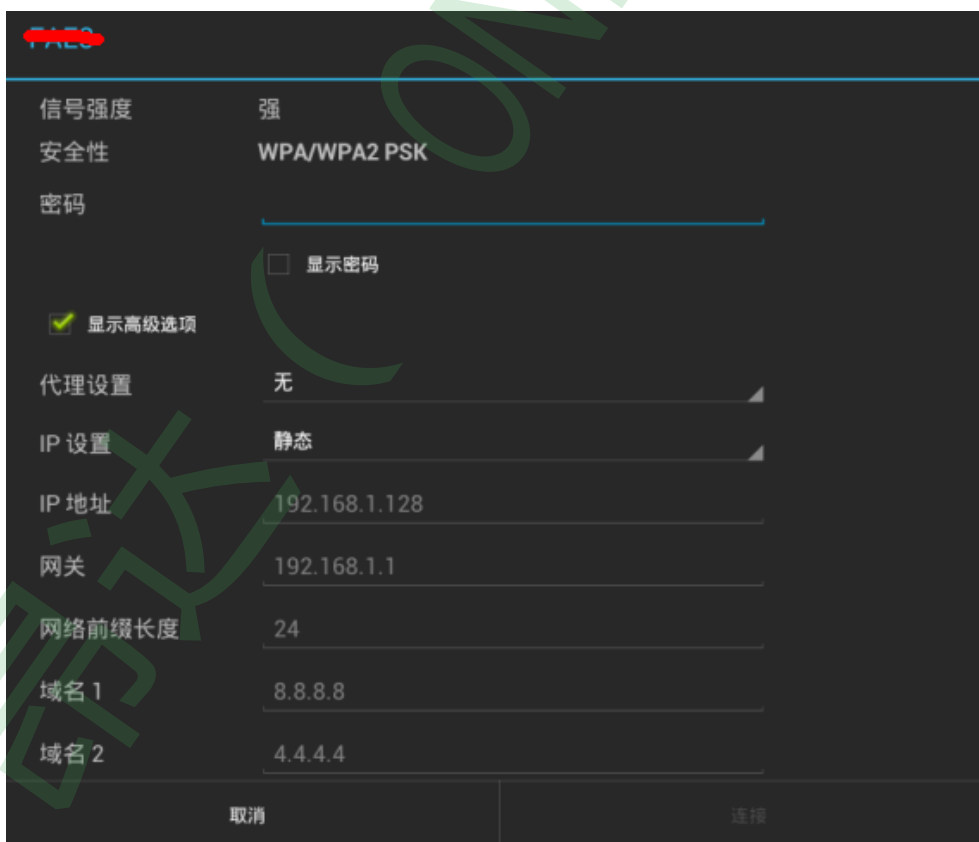 信号强度 强
安全性 WPA/WPA2 PSK
密码
显示密码
显示高级选项
代理设置 无
IP 设置 静态
IP 地址 192.168.1.128
网关 192.168.1.1
网络前缀长度 24
域名 1 8.8.8.8
域名 2 4.4.4.4
取消 连接